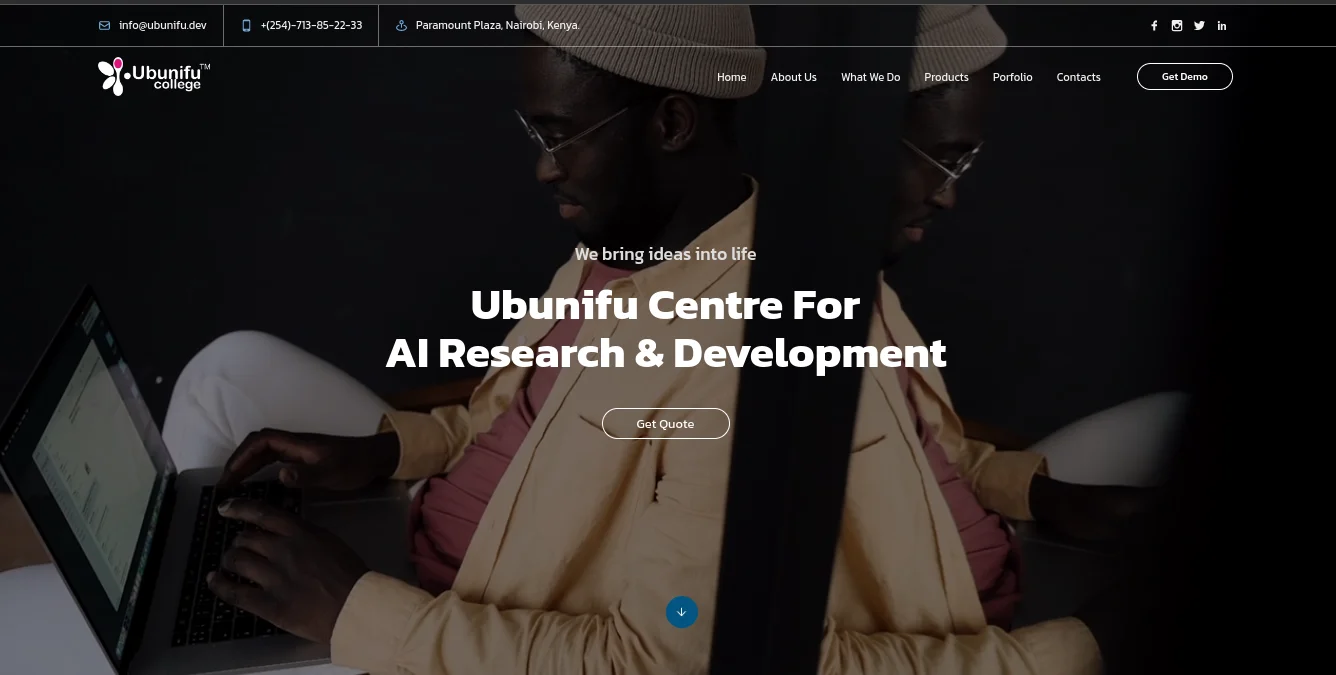 info@ubunifu.dev
+(254)-713-85-22-33
Paramount Plaza, Nairobi, Kenya.
Ubunifu™
college
Home
About Us
What We Do
Products
Porfolio
Contacts
Get Demo
We bring ideas into life
Ubunifu Centre For
AI Research & Development
Get Quote